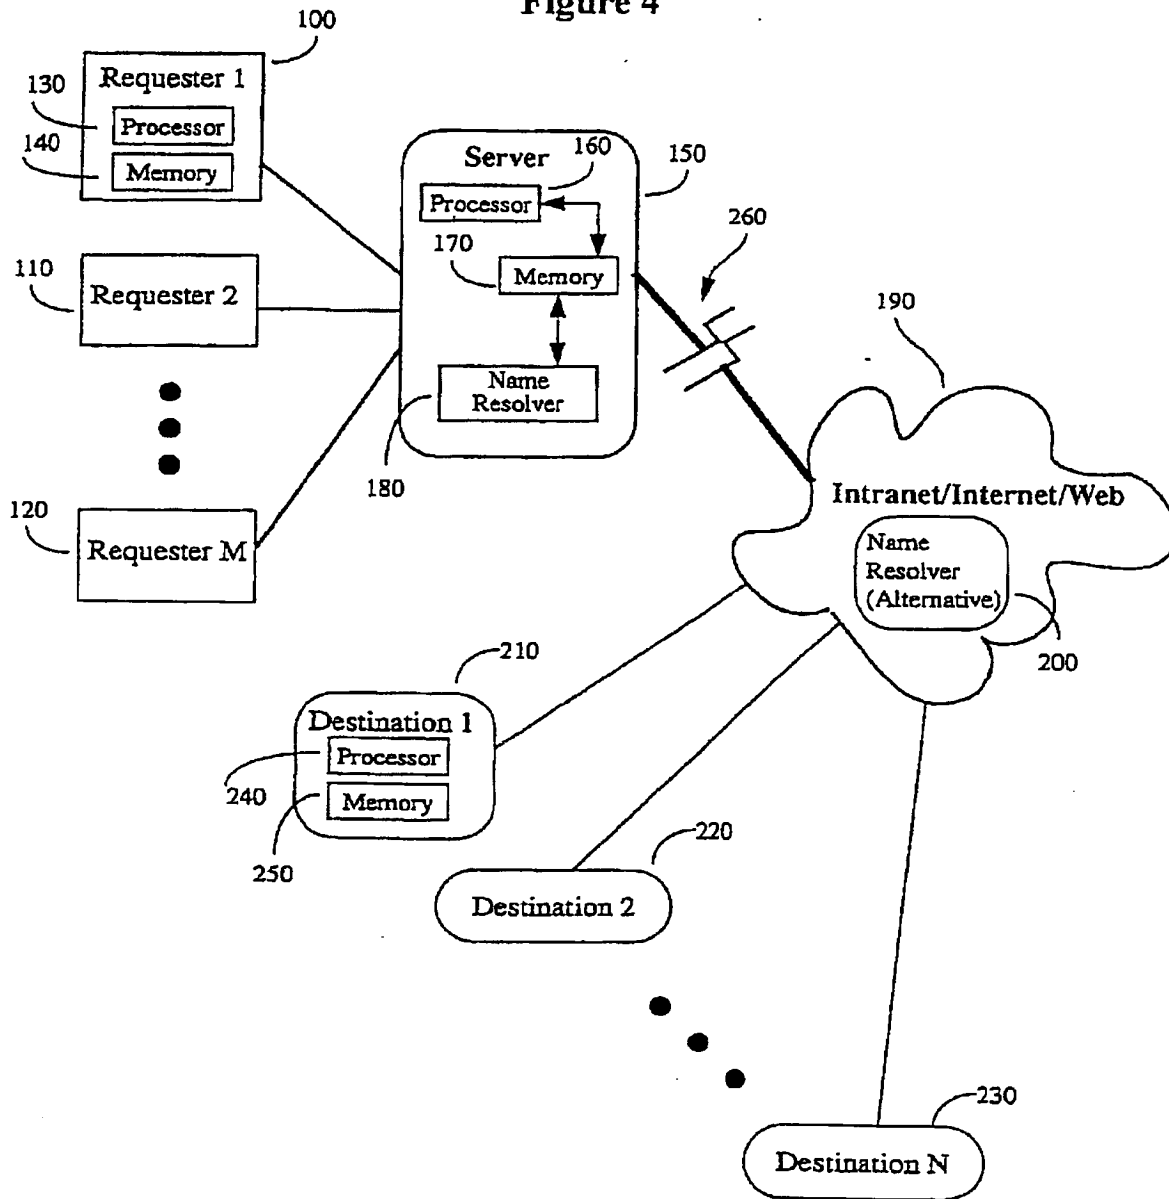 Figure 4
100
Requester 1
130
Processor
140
Memory
Server
160
150
Processor
260
170
Memory
110
Requester 2
190
Name
Resolver
180
Intranet/Internet/Web
120
Requester M
Name
Resolver
(Alternative)
200
210
Destination 1
Processor
240
Memory
250
220
Destination 2
230
Destination N